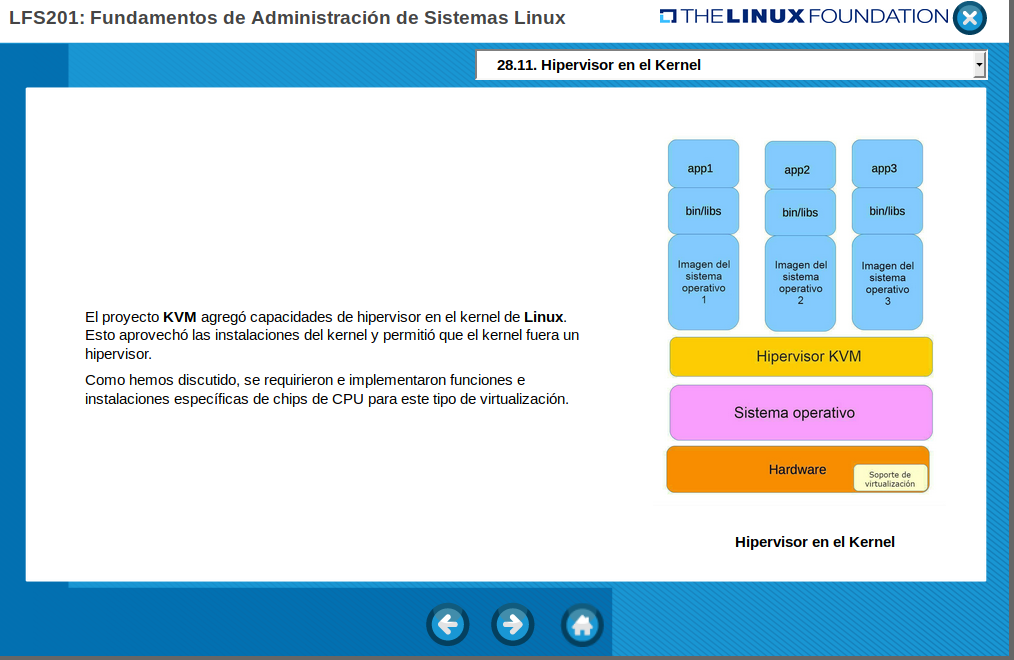 LFS201: Fundamentos de Administración de Sistemas Linux
THE LINUX FOUNDATION
28.11. Hipervisor en el Kernel
El proyecto KVM agregó capacidades de hipervisor en el kernel de Linux.
Esto aprovechó las instalaciones del kernel y permitió que el kernel fuera un
hipervisor.
Como hemos discutido, se requirieron e implementaron funciones e
instalaciones específicas de chips de CPU para este tipo de virtualización.
app1
bin/libs
Imagen del
sistema
operativo
1
app2
bin/libs
Imagen del
sistema
operativo
2
app3
bin/libs
Imagen del
sistema
operativo
3
Hipervisor KVM
Sistema operativo
Hardware
Soporte de
virtualización
Hipervisor en el Kernel